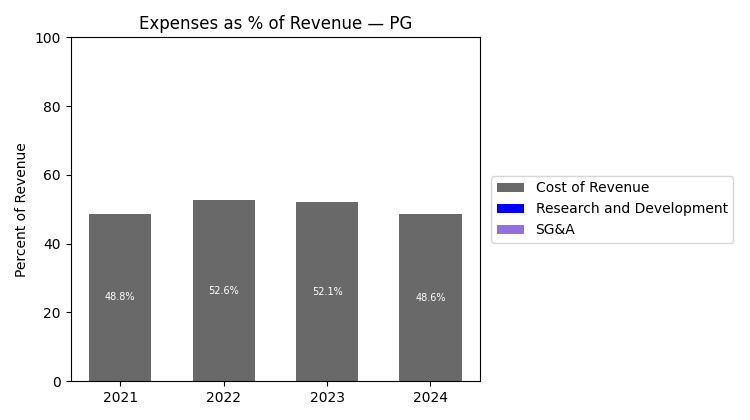 Expenses as % of Revenue — PG
Percent of Revenue
100
80
60
40
20
0
48.8%
52.6%
52.1%
48.6%
2021
2022
2023
2024
Cost of Revenue
Research and Development
SG&A